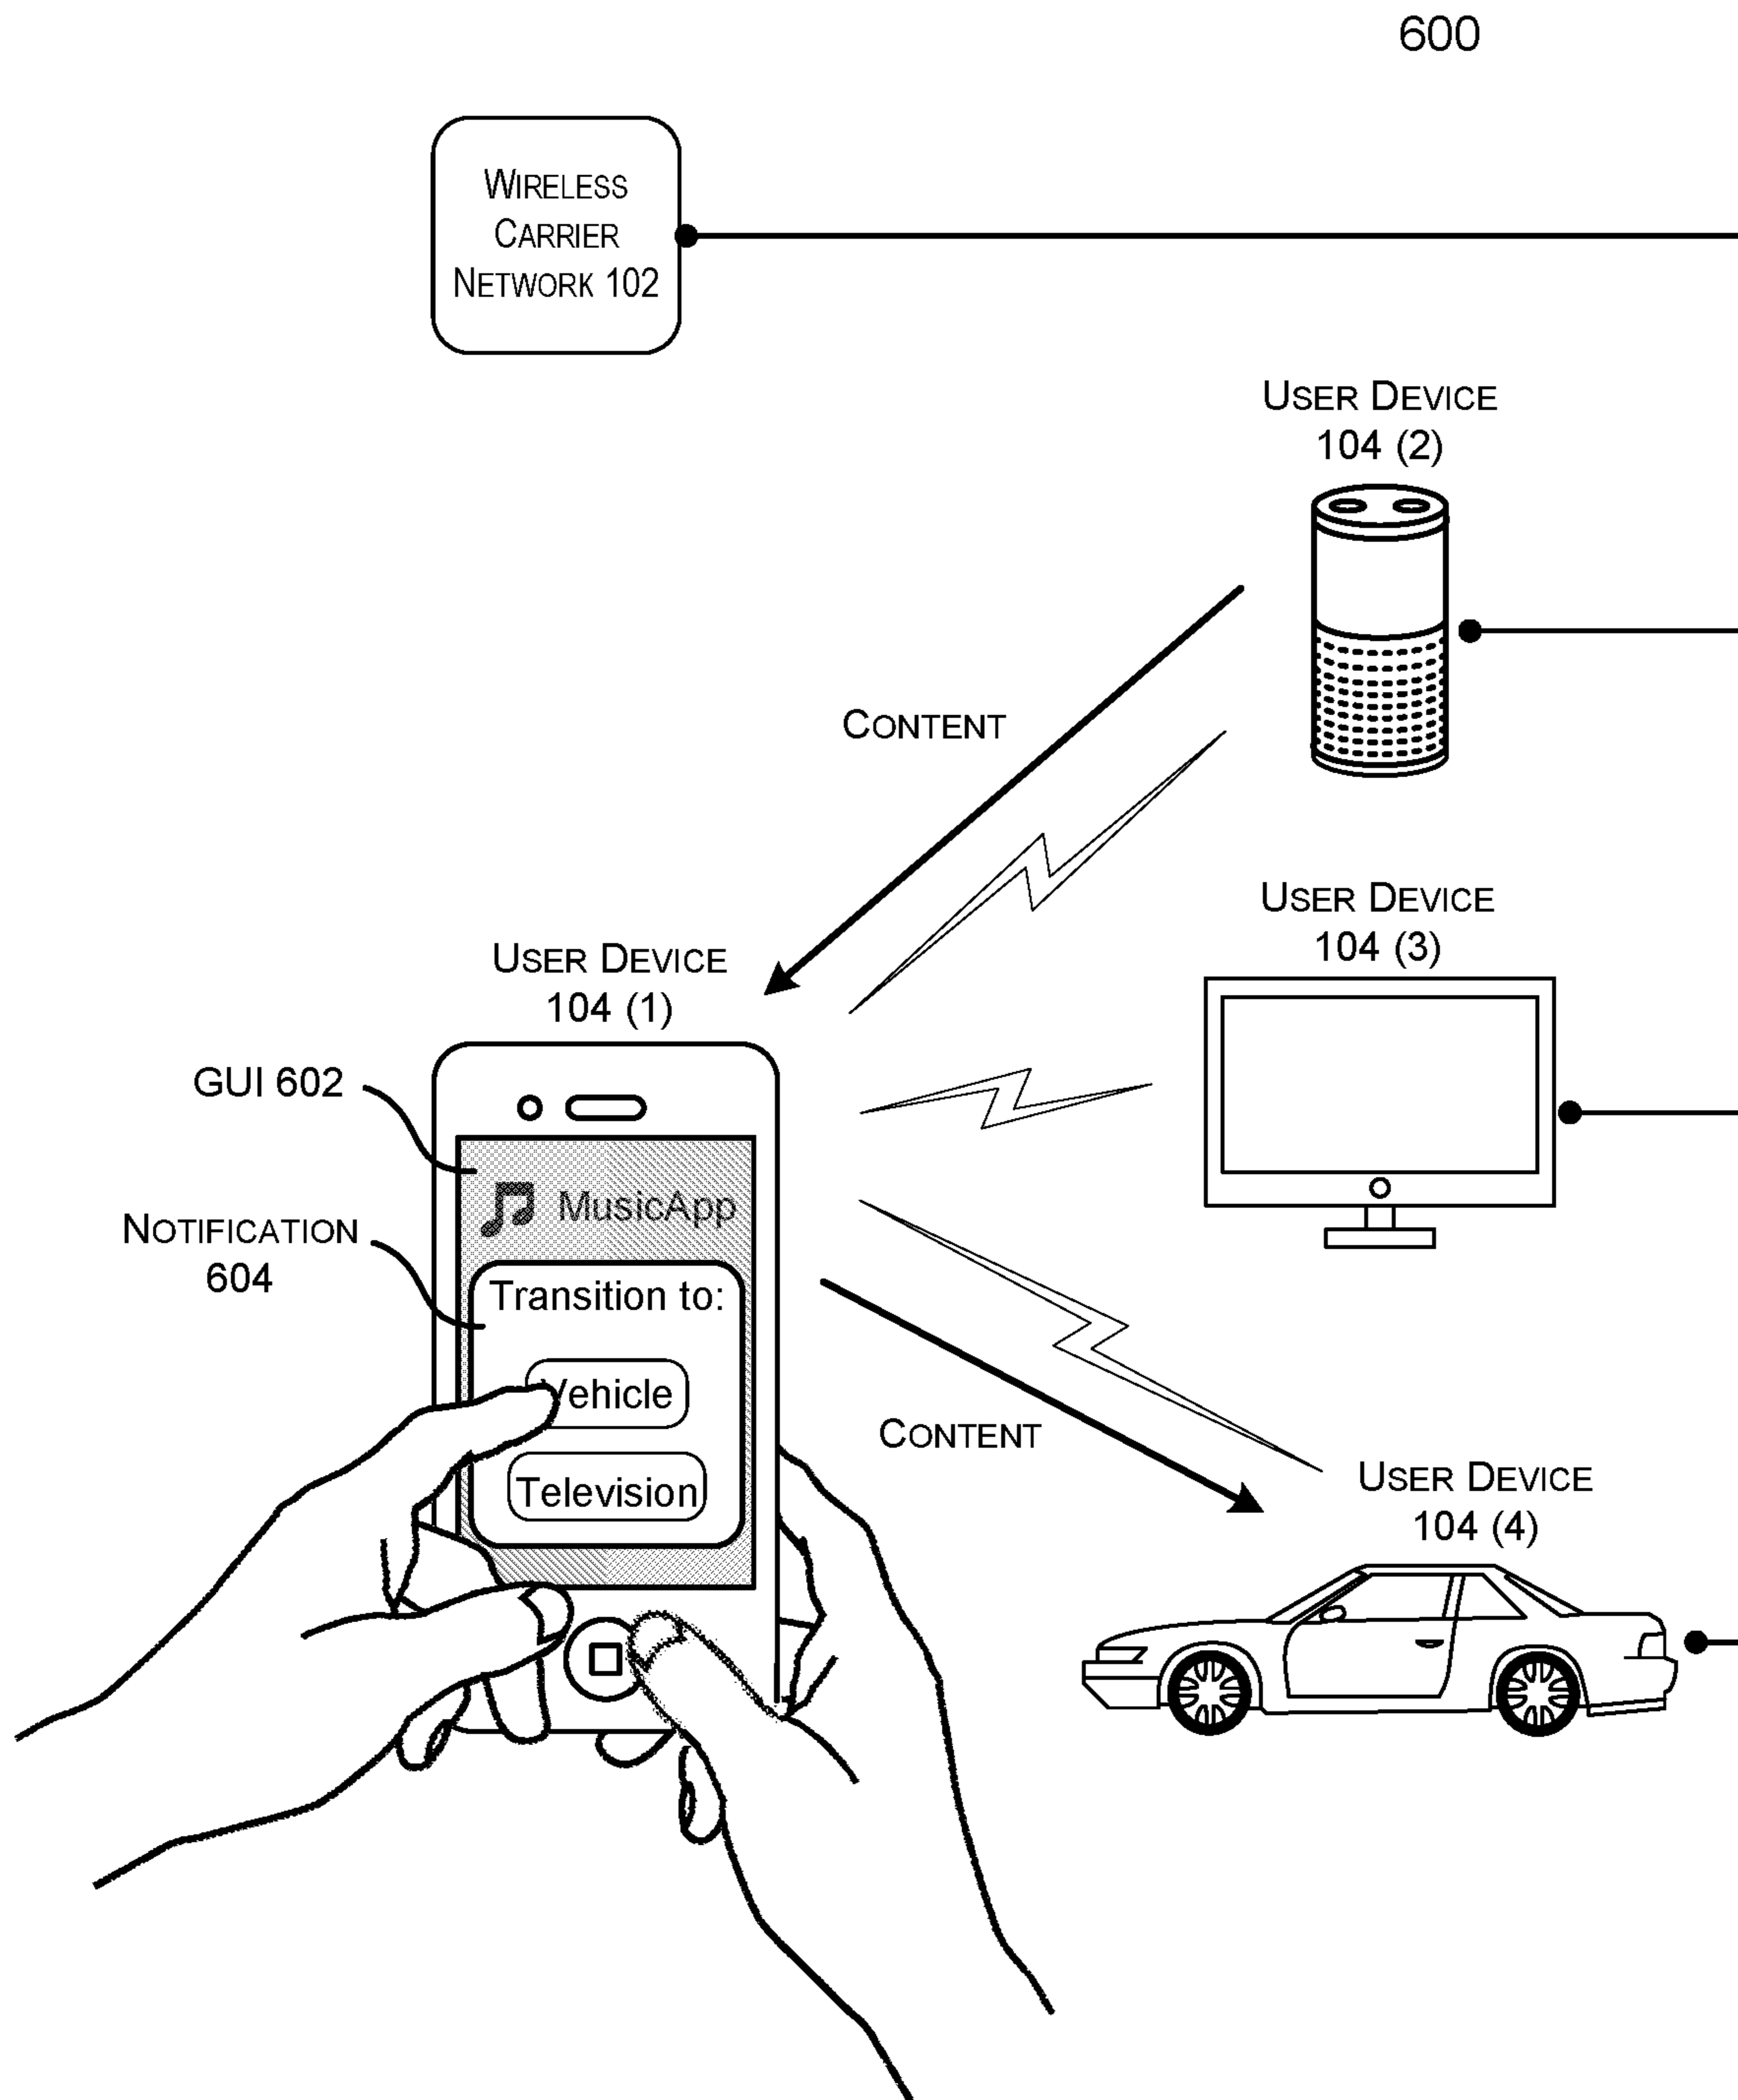 600
WIRELESS
CARRIER
NETWORK 102
USER DEVICE
104 (2)
CONTENT
USER DEVICE
104 (3)
USER DEVICE
104 (1)
GUI 602
MusicApp
NOTIFICATION
604
Transition to:
Vehicle
Television
CONTENT
USER DEVICE
104 (4)